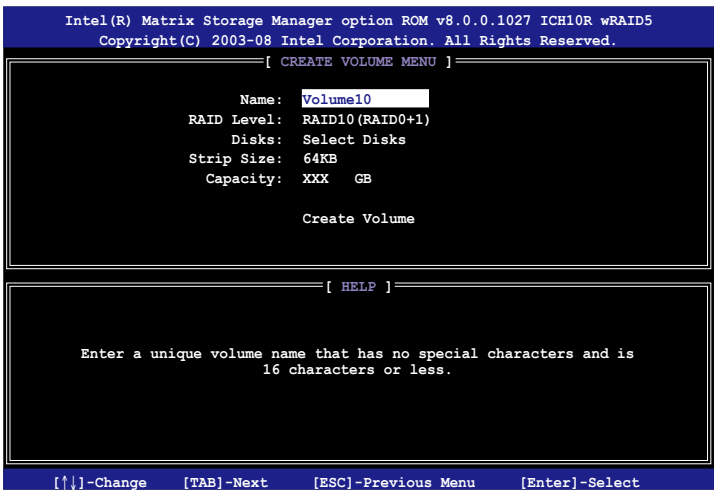 Intel(R) Matrix Storage Manager option ROM v8.0.0.1027 ICH10R wRAID5
Copyright(C) 2003-08 Intel Corporation. All Rights Reserved.
[ CREATE VOLUME MENU ]
Name: Volume10
RAID Level: RAID10(RAID0+1)
Disks: Select Disks
Strip Size: 64KB
Capacity: XXX GB
Create Volume
[ HELP ]
Enter a unique volume name that has no special characters and is
16 characters or less.
[↑↓]-Change [TAB]-Next [ESC]-Previous Menu [Enter]-Select